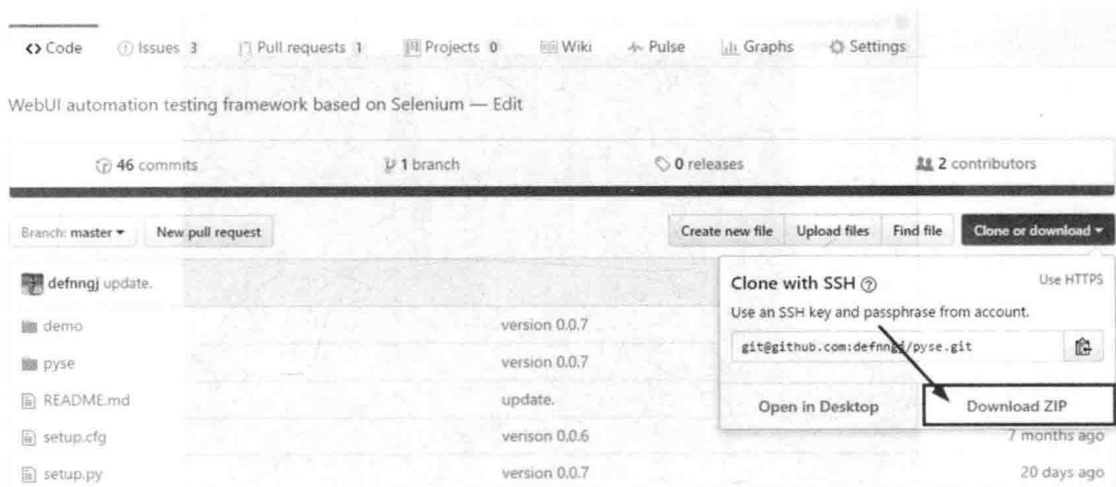 <> Code Issues 3 Pull requests 1 Projects 0 Wiki Pulse Graphs Settings
WebUI automation testing framework based on Selenium — Edit
46 commits 1 branch 0 releases 2 contributors
Branch: master New pull request Create new file Upload files Find file Clone or download
defnngj update.
Clone with SSH Use HTTPS
Use an SSH key and passphrase from account.
demo version 0.0.7
git@github.com:defnngj/pyse.git
pyse version 0.0.7
README.md update.
Open in Desktop Download ZIP
setup.cfg verison 0.0.6 7 months ago
setup.py version 0.0.7 20 days ago